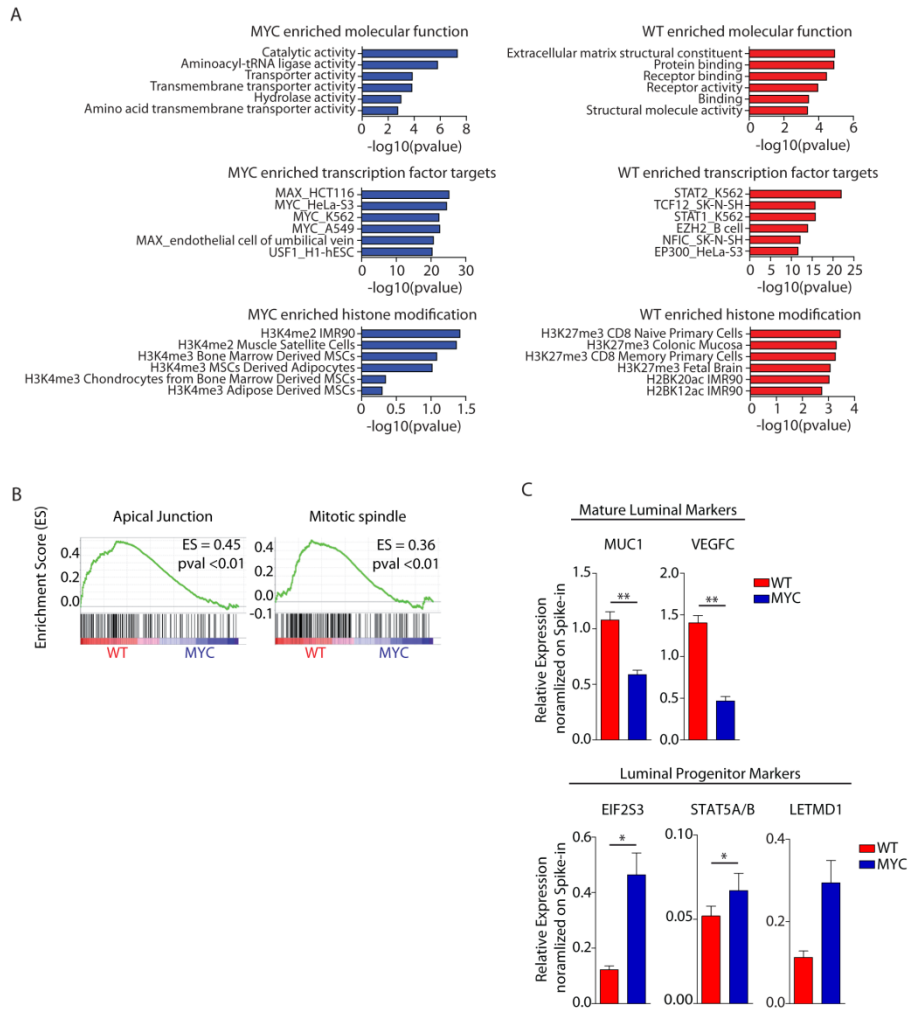 A
MYC enriched molecular function
Catalytic activity
Aminoacyl-tRNA ligase activity
Transporter activity
Transmembrane transporter activity
Hydrolase activity
Amino acid transmembrane transporter activity
0 2 4 6 8
-log10(pvalue)
WT enriched molecular function
Extracellular matrix structural constituent
Protein binding
Receptor binding
Receptor activity
Binding
Structural molecule activity
0 2 4 6
-log10(pvalue)
MYC enriched transcription factor targets
MAX_HCT116
MYC_HeLa-S3
MYC_K562
MYC_A549
MAX_endothelial cell of umbilical vein
USF1_H1-hESC
0 10 20 30
-log10(pvalue)
WT enriched transcription factor targets
STAT2_K562
TCF12_SK-N-SH
STAT1_K562
EZH2_B cell
NFIC_SK-N-SH
EP300_HeLa-S3
0 5 10 15 20 25
-log10(pvalue)
MYC enriched histone modification
H3K4me2 IMR90
H3K4me2 Muscle Satellite Cells
H3K4me3 Bone Marrow Derived MSCs
H3K4me3 MSCs Derived Adipocytes
H3K4me3 Chondrocytes from Bone Marrow Derived MSCs
H3K4me3 Adipose Derived MSCs
0 0.5 1.0 1.5
-log10(pvalue)
WT enriched histone modification
H3K27me3 CD8 Naive Primary Cells
H3K27me3 Colonic Mucosa
H3K27me3 CD8 Memory Primary Cells
H3K27me3 Fetal Brain
H2BK20ac IMR90
H2BK12ac IMR90
0 1 2 3 4
-log10(pvalue)
B
Enrichment Score (ES)
Apical Junction
ES = 0.45
pval <0.01
0.4
0.2
0.0
WT MYC
Mitotic spindle
ES = 0.36
pval <0.01
0.4
0.2
0.0
-0.1
WT MYC
C
Mature Luminal Markers
Relative Expression
noramlized on Spike-in
MUC1
**
1.5
1.0
0.5
0.0
VEGFC
**
2.0
1.5
1.0
0.5
0.0
WT
MYC
Luminal Progenitor Markers
Relative Expression
noramlized on Spike-in
EIF2S3
*
0.6
0.4
0.2
0.0
STAT5A/B
*
0.10
0.05
0.00
LETMD1
0.4
0.2
0.0
WT
MYC